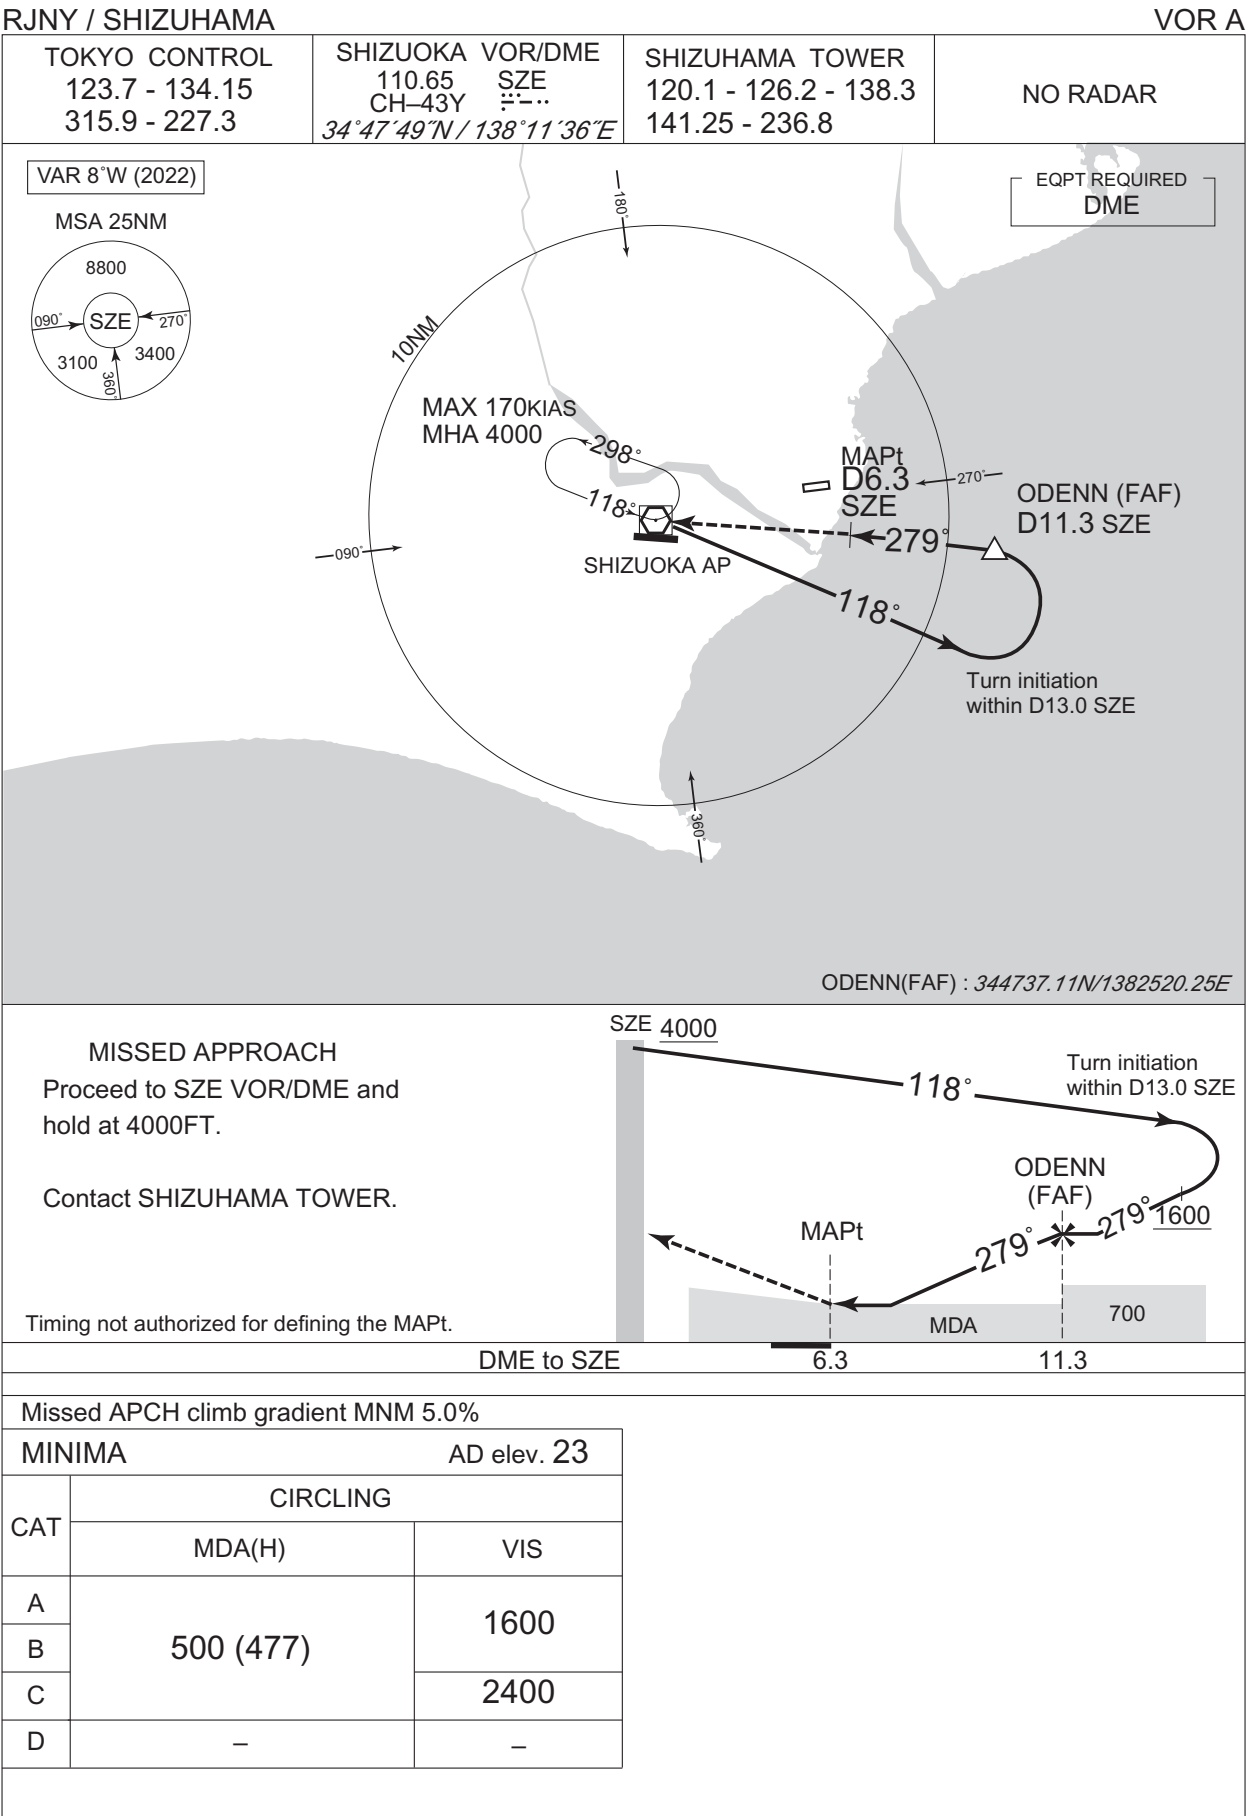 RJNY / SHIZUHAMA
VOR A
TOKYO CONTROL
123.7 - 134.15
315.9 - 227.3
SHIZUOKA VOR/DME
110.65 SZE
CH–43Y
34°47´49˝N / 138°11´36˝E
SHIZUHAMA TOWER
120.1 - 126.2 - 138.3
141.25 - 236.8
NO RADAR
VAR 8°W (2022)
MSA 25NM
8800
090°
SZE
270°
3100
3400
360°
EQPT REQUIRED
DME
180°
10NM
MAX 170KIAS
MHA 4000
298°
118°
MAPt
D6.3
SZE
270°
ODENN (FAF)
D11.3 SZE
279°
090°
SHIZUOKA AP
118°
Turn initiation
within D13.0 SZE
360°
ODENN(FAF) : 344737.11N/1382520.25E
MISSED APPROACH
Proceed to SZE VOR/DME and
hold at 4000FT.
Contact SHIZUHAMA TOWER.
Timing not authorized for defining the MAPt.
SZE 4000
118°
Turn initiation
within D13.0 SZE
ODENN
(FAF)
279°
1600
MAPt
279°
MDA
700
DME to SZE
6.3
11.3
Missed APCH climb gradient MNM 5.0%
MINIMA
AD elev. 23
CAT
CIRCLING
MDA(H)
VIS
A
B
C
500 (477)
1600
2400
D
–
–